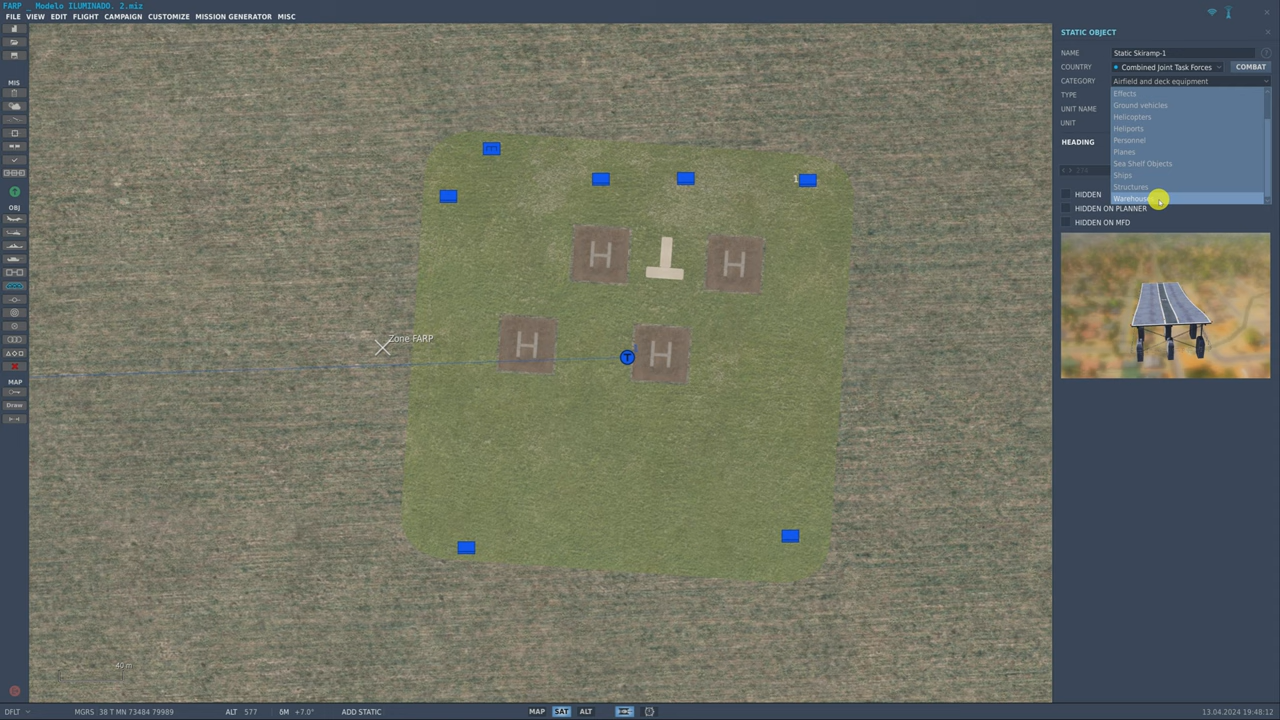 FARP _ Modelo ILUMINADO. 2.miz
FILE VIEW EDIT FLIGHT CAMPAIGN CUSTOMIZE MISSION GENERATOR MISC
MIS
OBJ
MAP
Draw
STATIC OBJECT
NAME Static Skiramp-1 ?
COUNTRY Combined Joint Task Forces COMBAT
CATEGORY Airfield and deck equipment
TYPE
UNIT NAME
UNIT
Effects
Ground vehicles
Helicopters
Heliports
Personnel
Planes
Sea Shelf Objects
Ships
Structures
HEADING
HIDDEN
HIDDEN ON PLANNER
HIDDEN ON MFD
1
H
H
H
H
T
Zone FARP
40 m
DFLT MGRS 38 T MN 73484 79989 ALT 577 δM +7.0° ADD STATIC MAP SAT ALT 13.04.2024 19:48:12